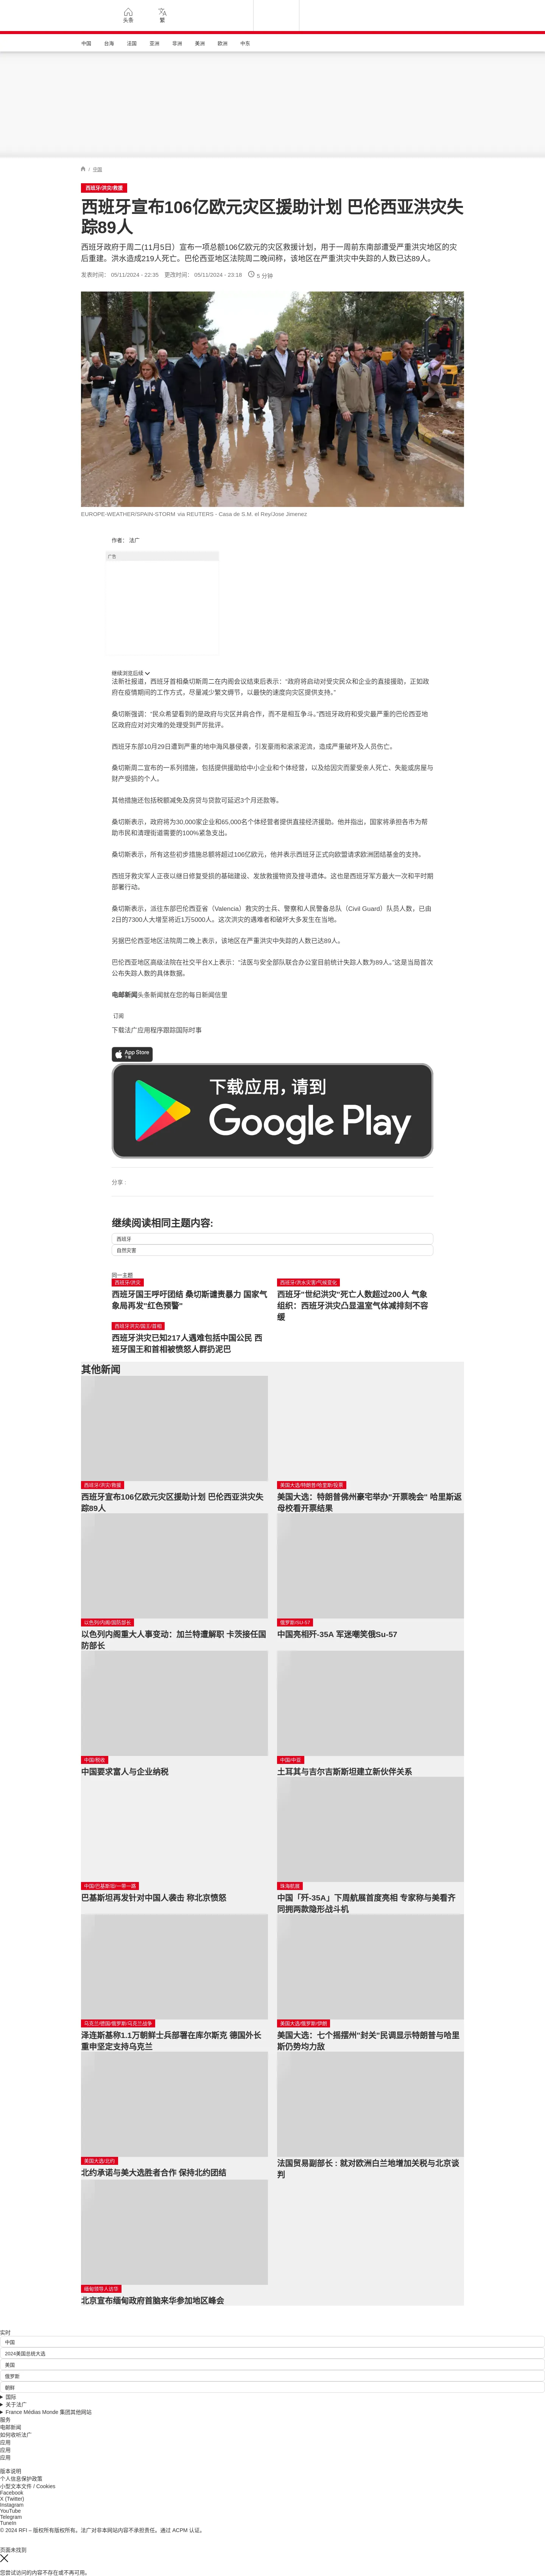 头条
繁
中国
台海
法国
亚洲
非洲
美洲
欧洲
中东
/ 中国
西班牙/洪灾/救援
西班牙宣布106亿欧元灾区援助计划 巴伦西亚洪灾失
踪89人
西班牙政府于周二(11月5日）宣布一项总额106亿欧元的灾区救援计划，用于一周前东南部遭受严重洪灾地区的灾
后重建。洪水造成219人死亡。巴伦西亚地区法院周二晚间称，该地区在严重洪灾中失踪的人数已达89人。
发表时间： 05/11/2024 - 22:35 更改时间： 05/11/2024 - 23:18 5 分钟
EUROPE-WEATHER/SPAIN-STORM via REUTERS - Casa de S.M. el Rey/Jose Jimenez
作者： 法广
广告
继续浏览后续
法新社报道，西班牙首相桑切斯周二在内阁会议结束后表示：“政府将启动对受灾民众和企业的直接援助，正如政
府在疫情期间的工作方式，尽量减少繁文缛节，以最快的速度向灾区提供支持。”
桑切斯强调：“民众希望看到的是政府与灾区并肩合作，而不是相互争斗。”西班牙政府和受灾最严重的巴伦西亚地
区政府应对对灾难的处理受到严厉批评。
西班牙东部10月29日遭到严重的地中海风暴侵袭，引发豪雨和滚滚泥流，造成严重破坏及人员伤亡。
桑切斯周二宣布的一系列措施，包括提供援助给中小企业和个体经营，以及给因灾而蒙受亲人死亡、失能或房屋与
财产受损的个人。
其他措施还包括税额减免及房贷与贷款可延迟3个月还款等。
桑切斯表示，政府将为30,000家企业和65,000名个体经营者提供直接经济援助。他并指出，国家将承担各市为帮
助市民和清理街道需要的100%紧急支出。
桑切斯表示，所有这些初步措施总额将超过106亿欧元，他并表示西班牙正式向欧盟请求欧洲团结基金的支持。
西班牙救灾军人正夜以继日修复受损的基础建设、发放救援物资及搜寻遗体。这也是西班牙军方最大一次和平时期
部署行动。
桑切斯表示，派往东部巴伦西亚省（Valencia）救灾的士兵、警察和人民警备总队（Civil Guard）队员人数，已由
2日的7300人大增至将近1万5000人。这次洪灾的遇难者和破坏大多发生在当地。
另据巴伦西亚地区法院周二晚上表示，该地区在严重洪灾中失踪的人数已达89人。
巴伦西亚地区高级法院在社交平台X上表示：“法医与安全部队联合办公室目前统计失踪人数为89人。”这是当局首次
公布失踪人数的具体数据。
电邮新闻头条新闻就在您的每日新闻信里
订阅
下载法广应用程序跟踪国际时事
App Store
下载
下载应用，请到
Google Play
分享 :
继续阅读相同主题内容:
西班牙
自然灾害
同一主题
西班牙/洪灾
西班牙国王呼吁团结 桑切斯谴责暴力 国家气
象局再发"红色预警"
西班牙/洪水灾害/气候变化
西班牙"世纪洪灾"死亡人数超过200人 气象
组织：西班牙洪灾凸显温室气体减排刻不容
缓
西班牙洪灾/国王/首相
西班牙洪灾已知217人遇难包括中国公民 西
班牙国王和首相被愤怒人群扔泥巴
其他新闻
西班牙/洪灾/救援
西班牙宣布106亿欧元灾区援助计划 巴伦西亚洪灾失
踪89人
美国大选/特朗普/哈里斯/投票
美国大选：特朗普佛州豪宅举办"开票晚会" 哈里斯返
母校看开票结果
以色列/内阁/国防部长
以色列内阁重大人事变动：加兰特遭解职 卡茨接任国
防部长
俄罗斯/SU-57
中国亮相歼-35A 军迷嘲笑俄Su-57
中国/税收
中国要求富人与企业纳税
中国/中亚
土耳其与吉尔吉斯斯坦建立新伙伴关系
中国/巴基斯坦/一带一路
巴基斯坦再发针对中国人袭击 称北京愤怒
珠海航展
中国「歼-35A」下周航展首度亮相 专家称与美看齐
同拥两款隐形战斗机
乌克兰/德国/俄罗斯/乌克兰战争
泽连斯基称1.1万朝鲜士兵部署在库尔斯克 德国外长
重申坚定支持乌克兰
美国大选/俄罗斯/伊朗
美国大选：七个摇摆州"封关"民调显示特朗普与哈里
斯仍势均力敌
美国大选/北约
北约承诺与美大选胜者合作 保持北约团结
法国贸易副部长 : 就对欧洲白兰地增加关税与北京谈
判
缅甸领导人访华
北京宣布缅甸政府首脑来华参加地区峰会
实时
中国
2024美国总统大选
美国
俄罗斯
朝鲜
国际
关于法广
France Médias Monde 集团其他网站
服务
电邮新闻
如何收听法广
应用
应用
应用
版本说明
个人信息保护政策
小型文本文件 / Cookies
Facebook
X (Twitter)
Instagram
YouTube
Telegram
TuneIn
© 2024 RFI – 版权所有版权所有。法广对非本网站内容不承担责任。通过 ACPM 认证。
页面未找到
您尝试访问的内容不存在或不再可用。